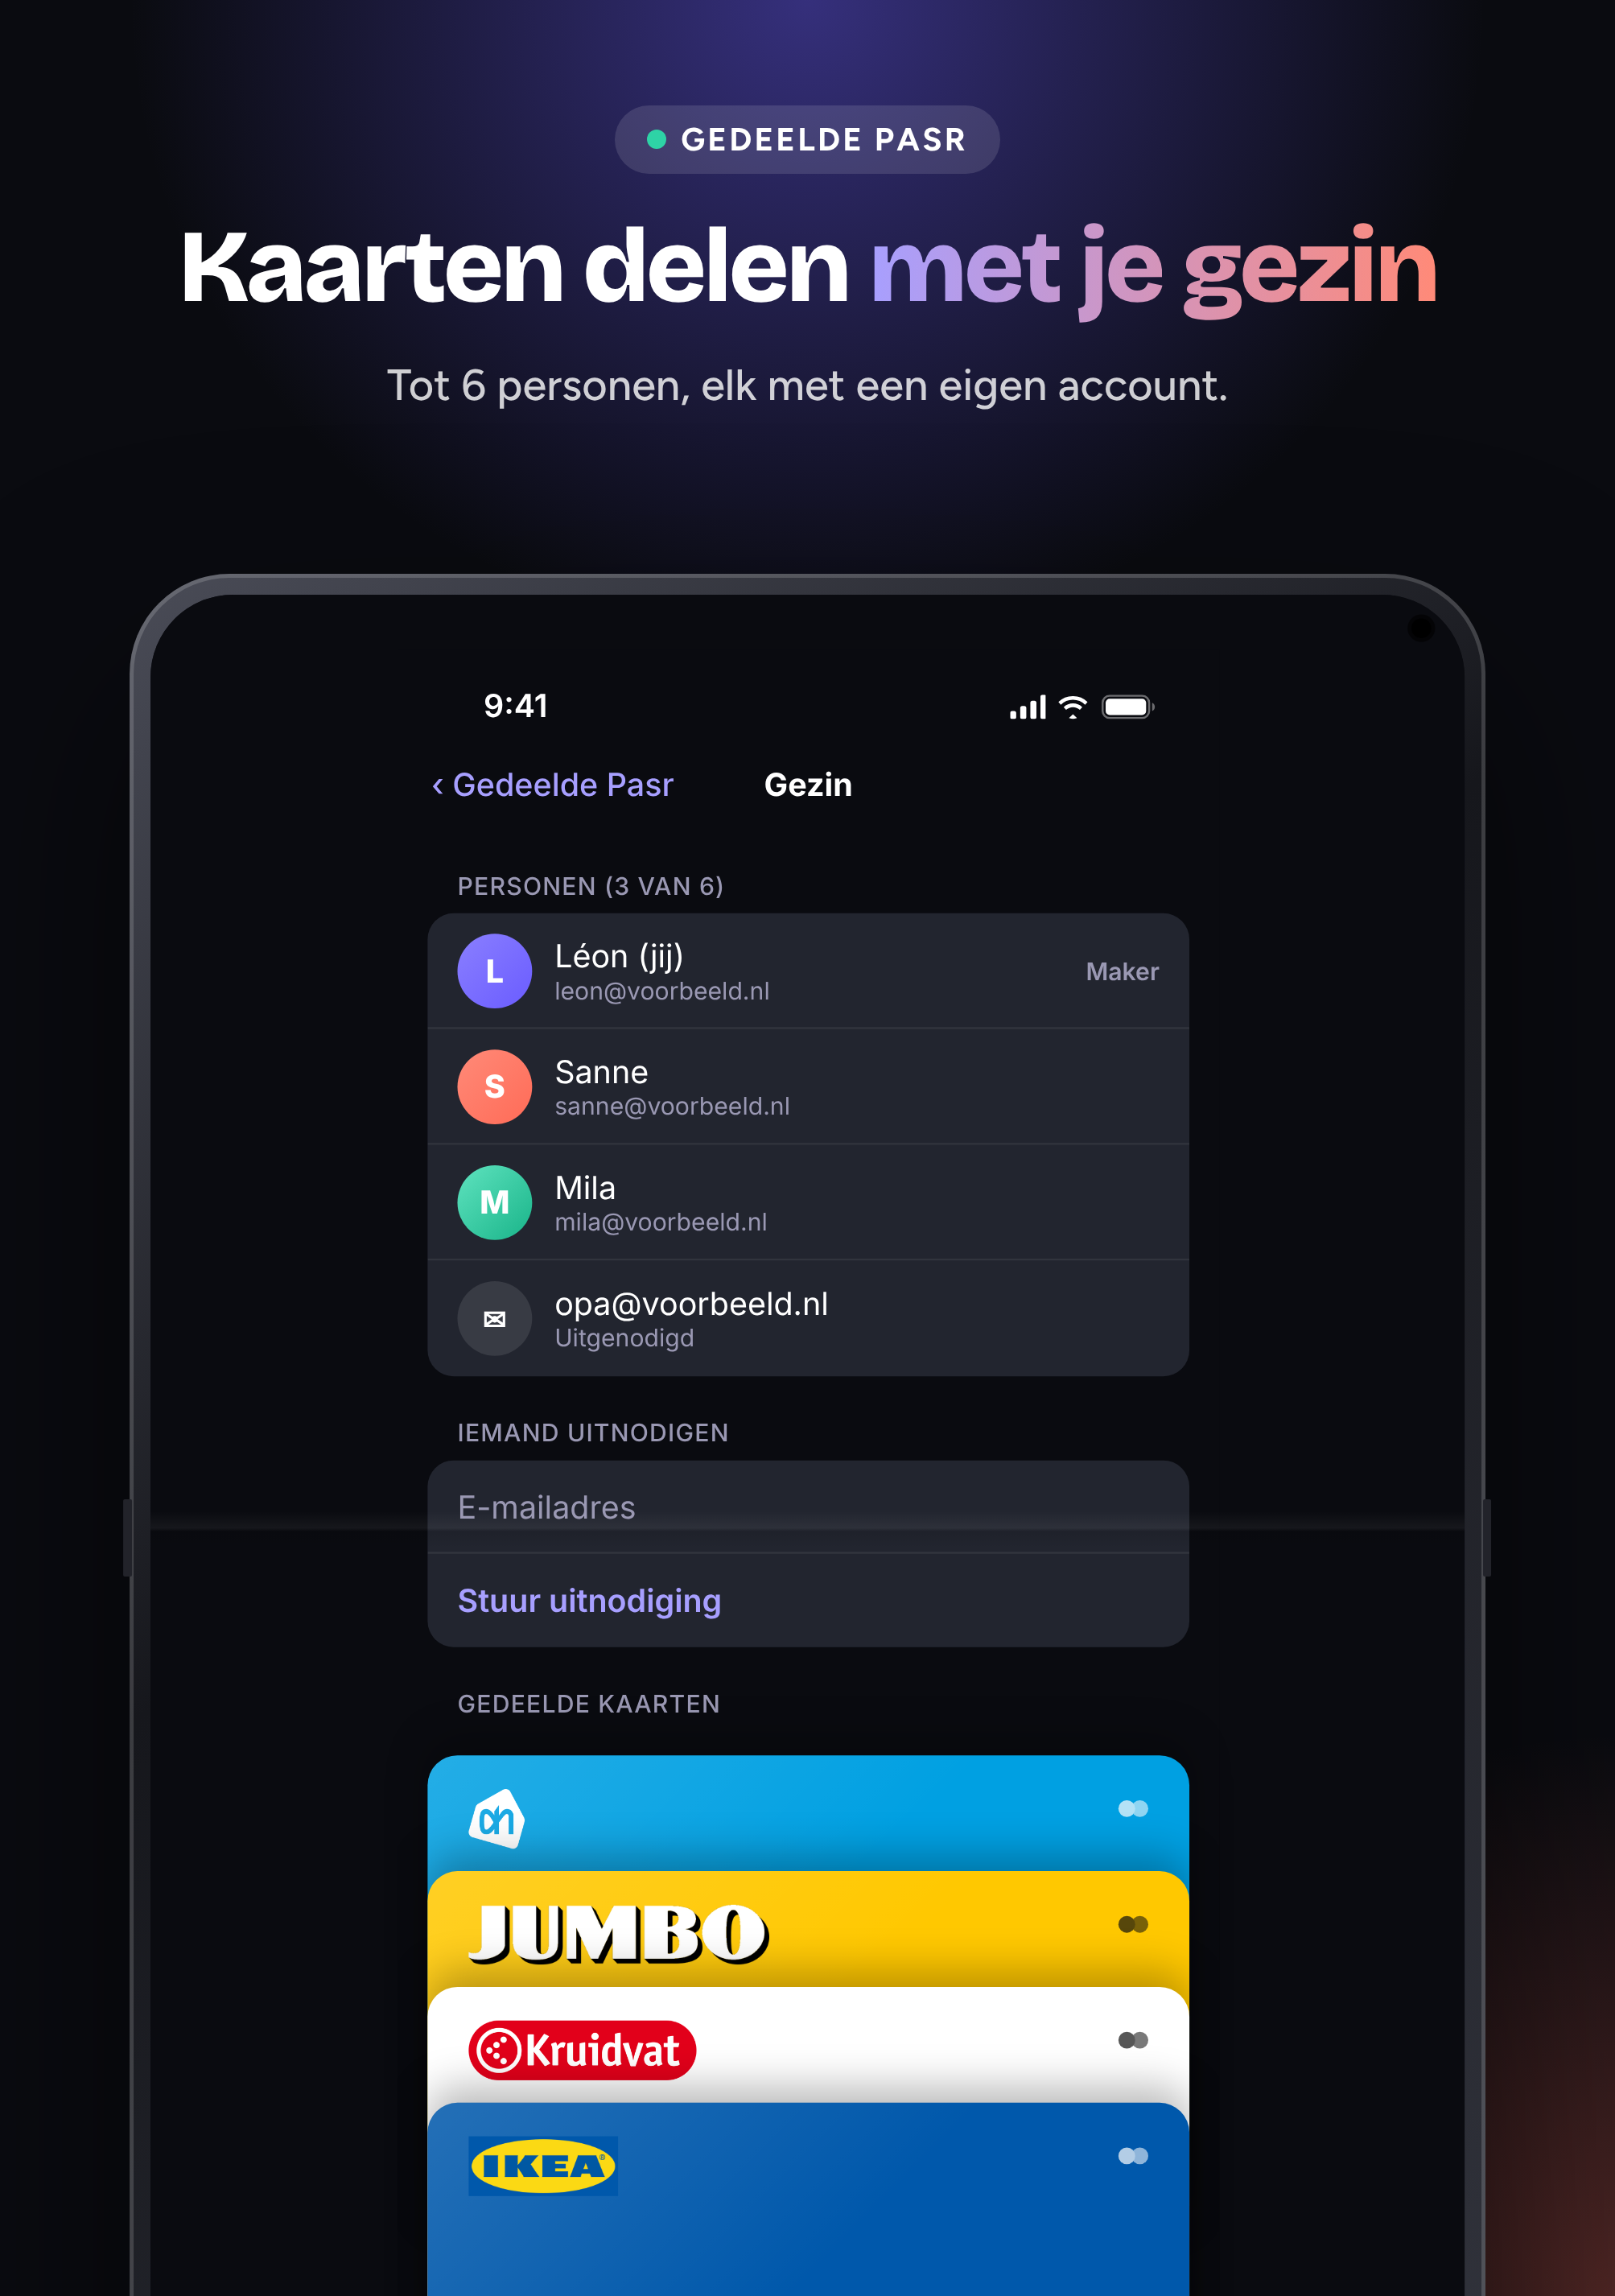 GEDEELDE PASR
Kaarten delen met je gezin
Tot 6 personen, elk met een eigen account.
9:41
‹ Gedeelde Pasr
Gezin
PERSONEN (3 VAN 6)
L
Léon (jij)
leon@voorbeeld.nl
Maker
S
Sanne
sanne@voorbeeld.nl
M
Mila
mila@voorbeeld.nl
opa@voorbeeld.nl
Uitgenodigd
IEMAND UITNODIGEN
E-mailadres
Stuur uitnodiging
GEDEELDE KAARTEN
ah
JUMBO
Kruidvat
IKEA